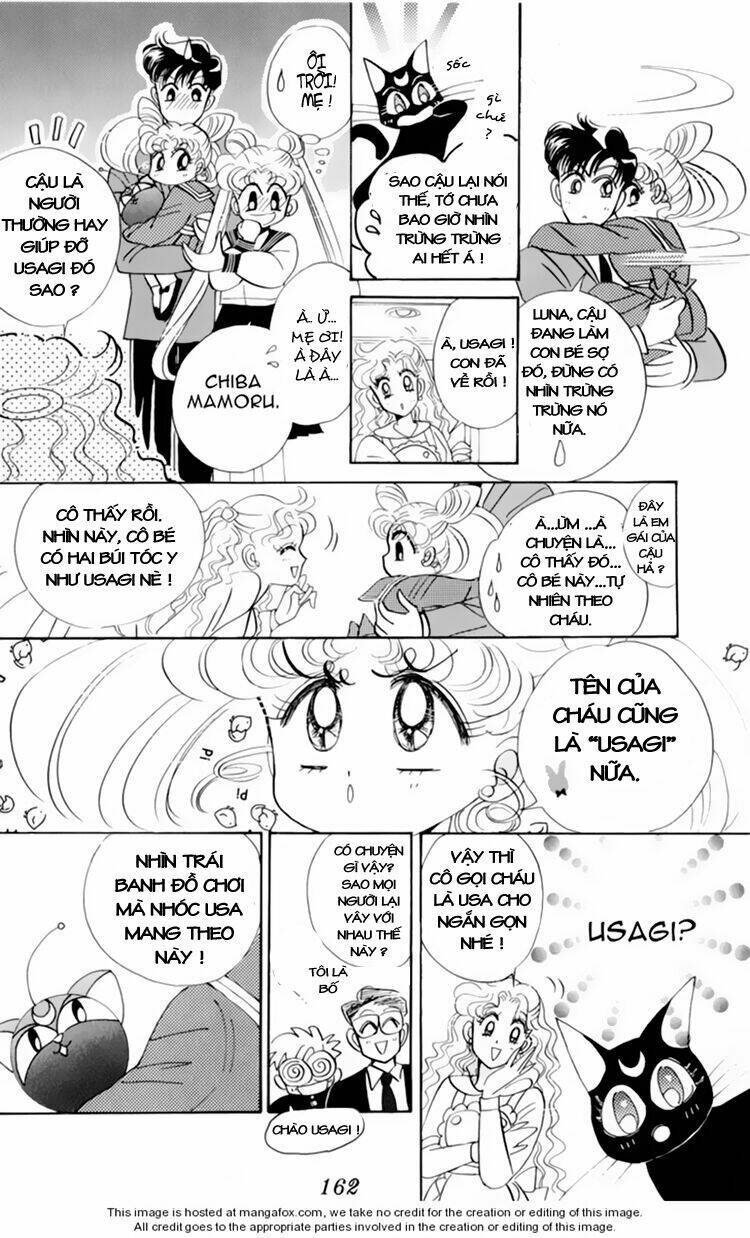 LUNA, CẬU
ĐANG LÀM
CON BÉ SỢ
ĐÓ, ĐỪNG CÓ
NHÌN TRỪNG
TRỪNG NÓ
NỮA.
sốc
gì
chứ
?
SAO CẬU LẠI NÓI
THẾ, TỚ CHƯA
BAO GIỜ NHÌN
TRỪNG TRỪNG
AI HẾT Á !
À, USAGI !
CON ĐÃ
VỀ RỒI !
ÔI
TRỜI!
MẸ !
CẬU LÀ
NGƯỜI
THƯỜNG HAY
GIÚP ĐỠ
USAGI ĐÓ
SAO ?
À.. Ừ...
MẸ ƠI!
À ĐÂY
LÀ À...
CHIBA
MAMORU.
ĐÂY
LÀ EM
GÁI CỦA
CẬU
HẢ ?
À...ỪM ...À
CHUYỆN LÀ...
CÔ THẤY ĐÓ...
CÔ BÉ NÀY...TỰ
NHIÊN THEO
CHÁU.
CÔ THẤY RỒI.
NHÌN NÀY, CÔ BÉ
CÓ HAI BÚI TÓC Y
NHƯ USAGI NÈ !
TÊN CỦA
CHÁU CŨNG
LÀ “USAGI”
NỮA.
pi
pi
USAGI?
VẬY THÌ
CÔ GỌI CHÁU
LÀ USA CHO
NGẮN GỌN
NHÉ !
CÓ CHUYỆN
GÌ VẬY?
SAO MỌI
NGƯỜI LẠI
VÂY VỚI
NHAU THẾ
NÀY ?
TÔI LÀ
BỐ
CHÀO USAGI !
NHÌN TRÁI
BANH ĐỒ CHƠI
MÀ NHÓC USA
MANG THEO
NÀY !
162
This image is hosted at mangafox.com, we take no credit for the creation or editing of this image.
All credit goes to the appropriate parties involved in the creation or editing of this image.